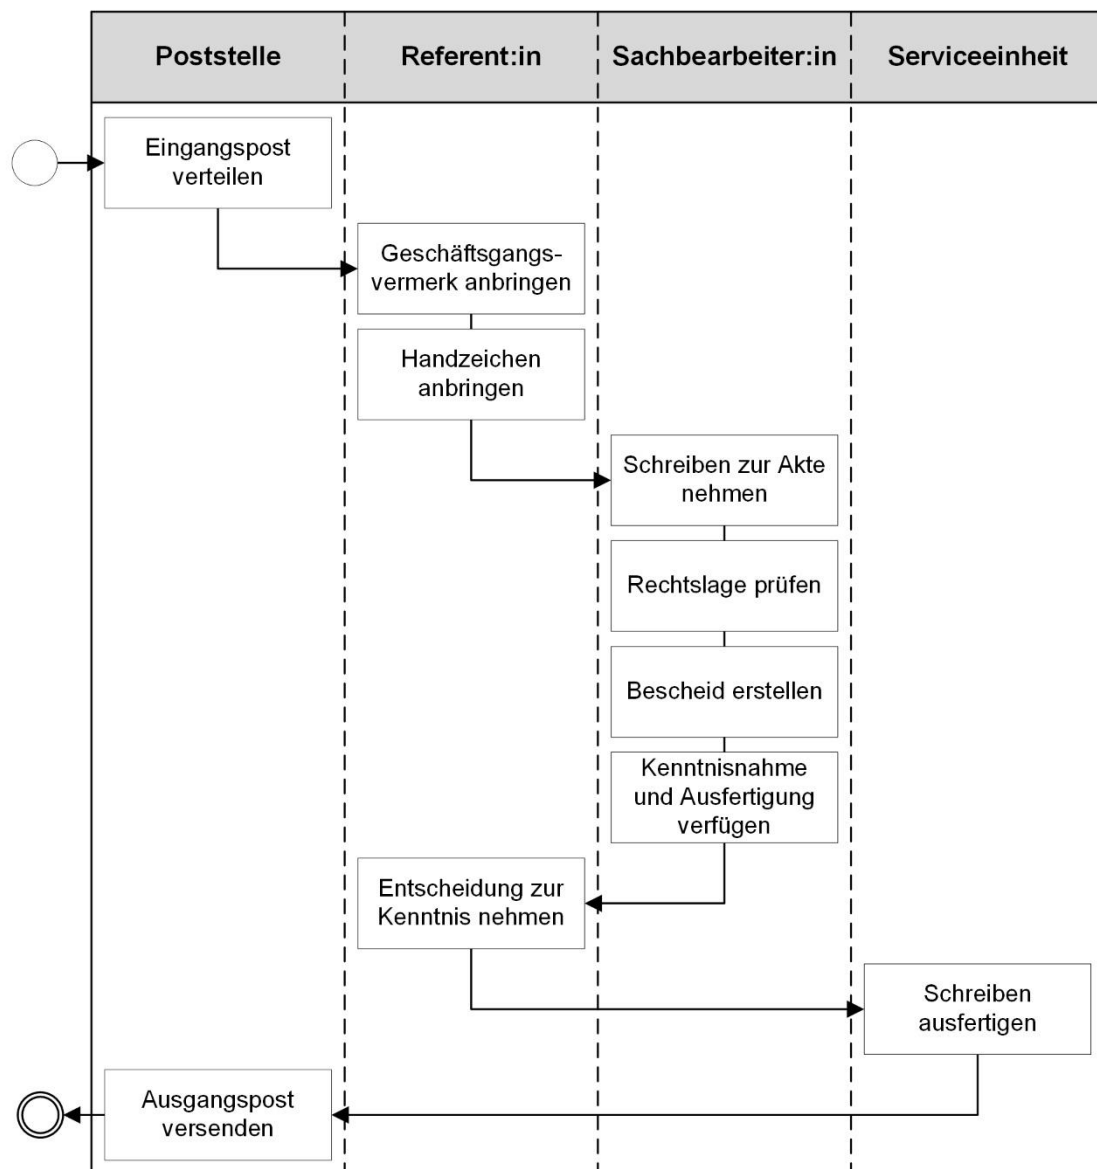 Poststelle
Referent:in
Sachbearbeiter:in
Serviceeinheit
Eingangspost
verteilen
Geschäftsgangs-
vermerk anbringen
Handzeichen
anbringen
Schreiben zur Akte
nehmen
Rechtslage prüfen
Bescheid erstellen
Kenntnisnahme
und Ausfertigung
verfügen
Entscheidung zur
Kenntnis nehmen
Schreiben
ausfertigen
Ausgangspost
versenden